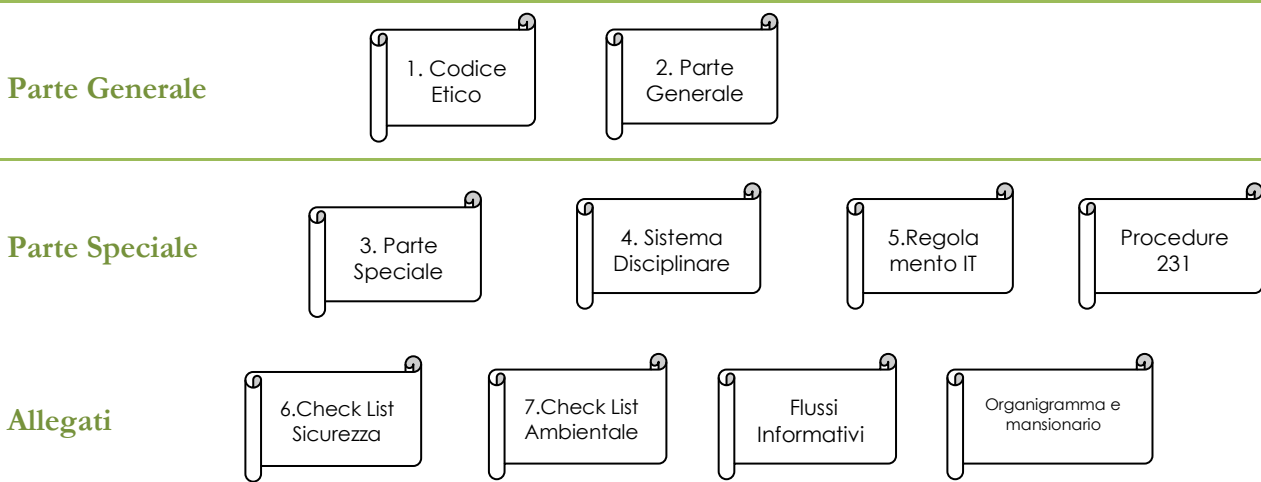 Parte Generale
1. Codice
Etico
2. Parte
Generale
Parte Speciale
3. Parte
Speciale
4. Sistema
Disciplinare
5.Regola
mento IT
Procedure
231
Allegati
6.Check List
Sicurezza
7.Check List
Ambientale
Flussi
Informativi
Organigramma e
mansionario